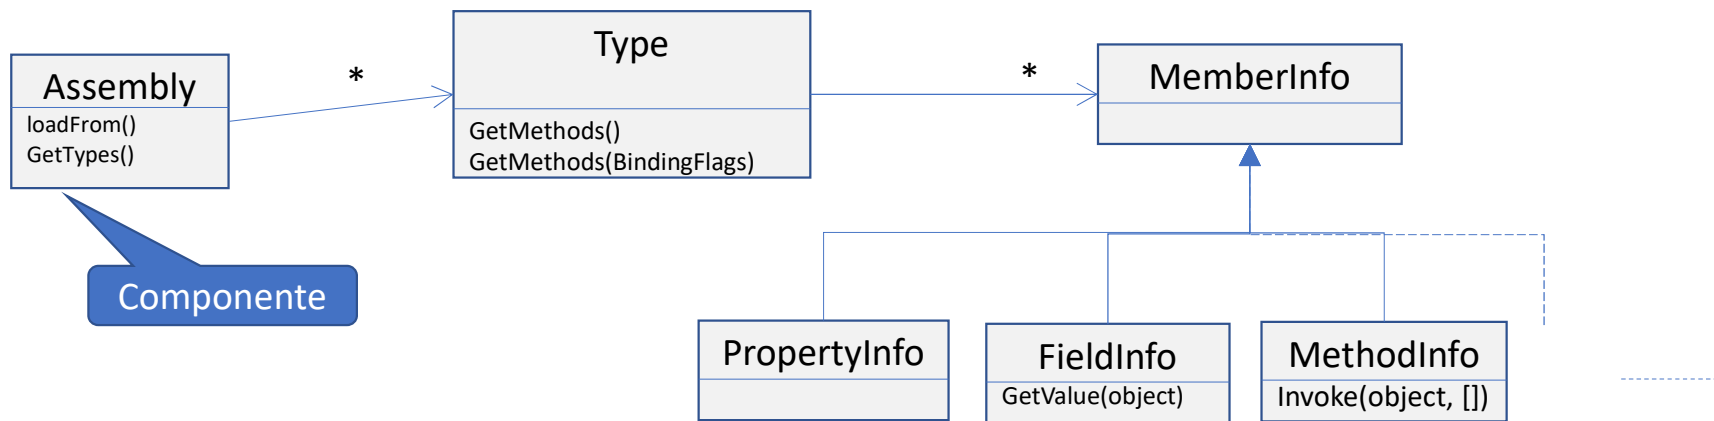 Assembly
loadFrom()
GetTypes()
*
Type
GetMethods()
GetMethods(BindingFlags)
*
MemberInfo
Componente
PropertyInfo
FieldInfo
GetValue(object)
MethodInfo
Invoke(object, [])